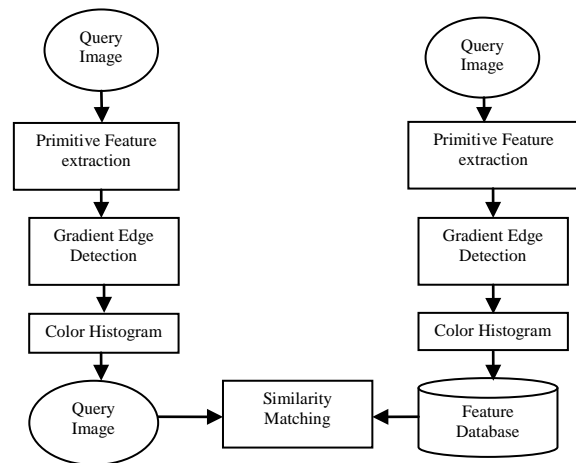 Query
Image
Primitive Feature
extraction
Gradient Edge
Detection
Color Histogram
Query
Image
Similarity
Matching
Query
Image
Primitive Feature
extraction
Gradient Edge
Detection
Color Histogram
Feature
Database